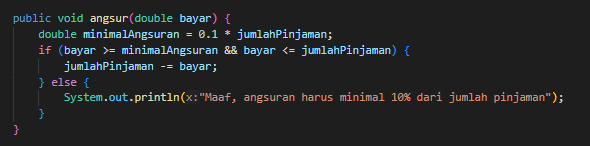 public void angsur(double bayar) {
    double minimalAngsuran = 0.1 * jumlahPinjaman;
    if (bayar >= minimalAngsuran && bayar <= jumlahPinjaman) {
        jumlahPinjaman -= bayar;
    } else {
        System.out.println(x:"Maaf, angsuran harus minimal 10% dari jumlah pinjaman");
    }
}